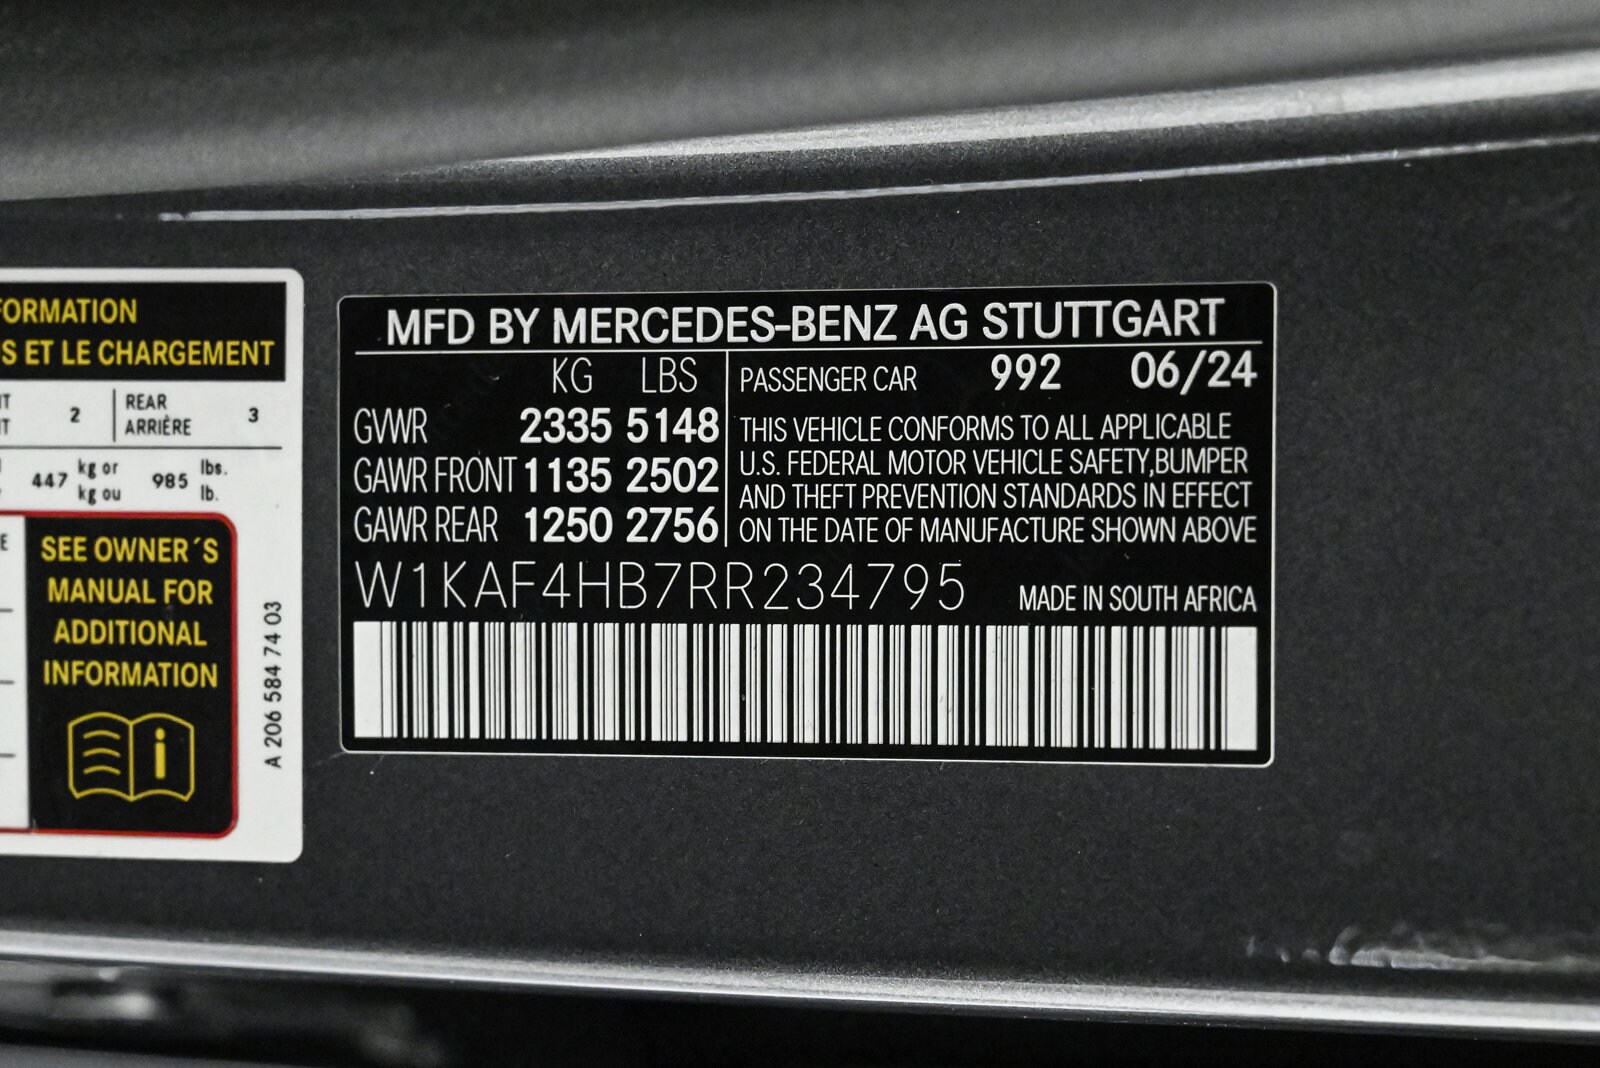 FORMATION
S ET LE CHARGEMENT
2 REAR 3
ARRIÈRE
447 kg or 985 lbs.
kg ou lb.
SEE OWNER´S
MANUAL FOR
ADDITIONAL
INFORMATION
i
A 206 584 74 03
MFD BY MERCEDES-BENZ AG STUTTGART
KG LBS
GVWR 2335 5148
GAWR FRONT 1135 2502
GAWR REAR 1250 2756
PASSENGER CAR 992 06/24
THIS VEHICLE CONFORMS TO ALL APPLICABLE
U.S. FEDERAL MOTOR VEHICLE SAFETY,BUMPER
AND THEFT PREVENTION STANDARDS IN EFFECT
ON THE DATE OF MANUFACTURE SHOWN ABOVE
W1KAF4HB7RR234795 MADE IN SOUTH AFRICA